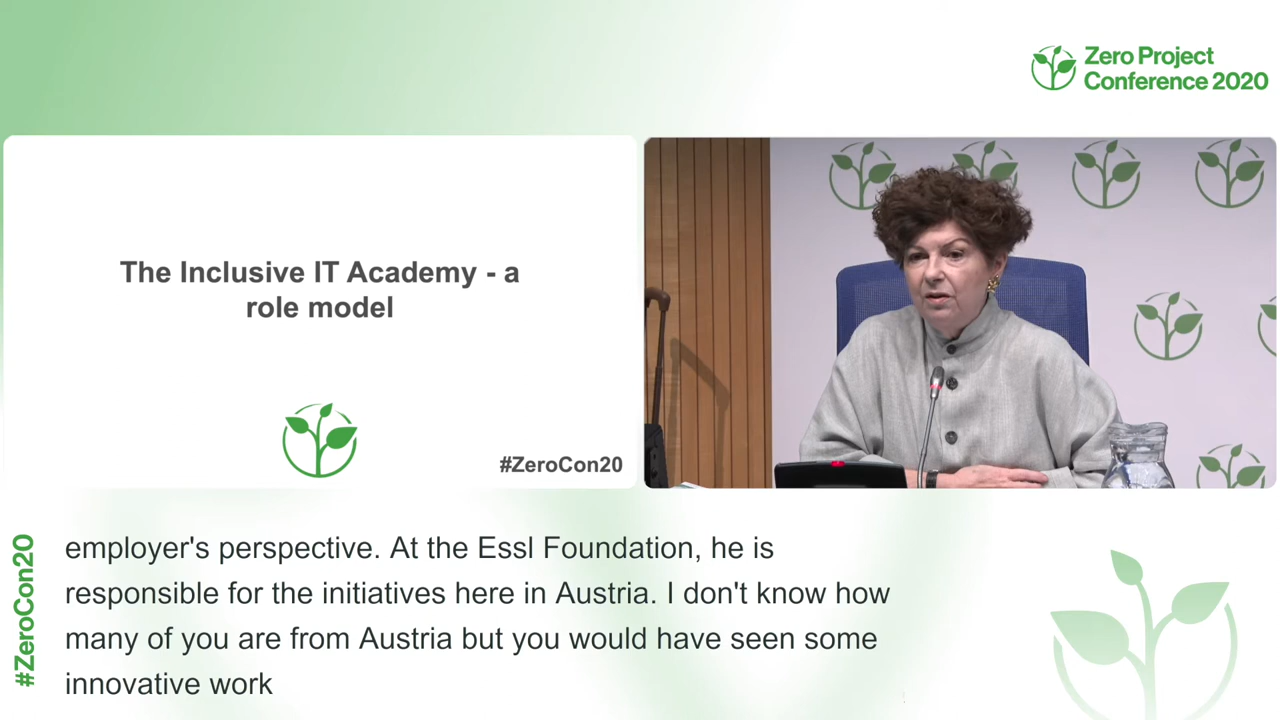 Zero Project
Conference 2020
The Inclusive IT Academy - a
role model
#ZeroCon20
#ZeroCon20
employer's perspective. At the Essl Foundation, he is
responsible for the initiatives here in Austria. I don't know how
many of you are from Austria but you would have seen some
innovative work